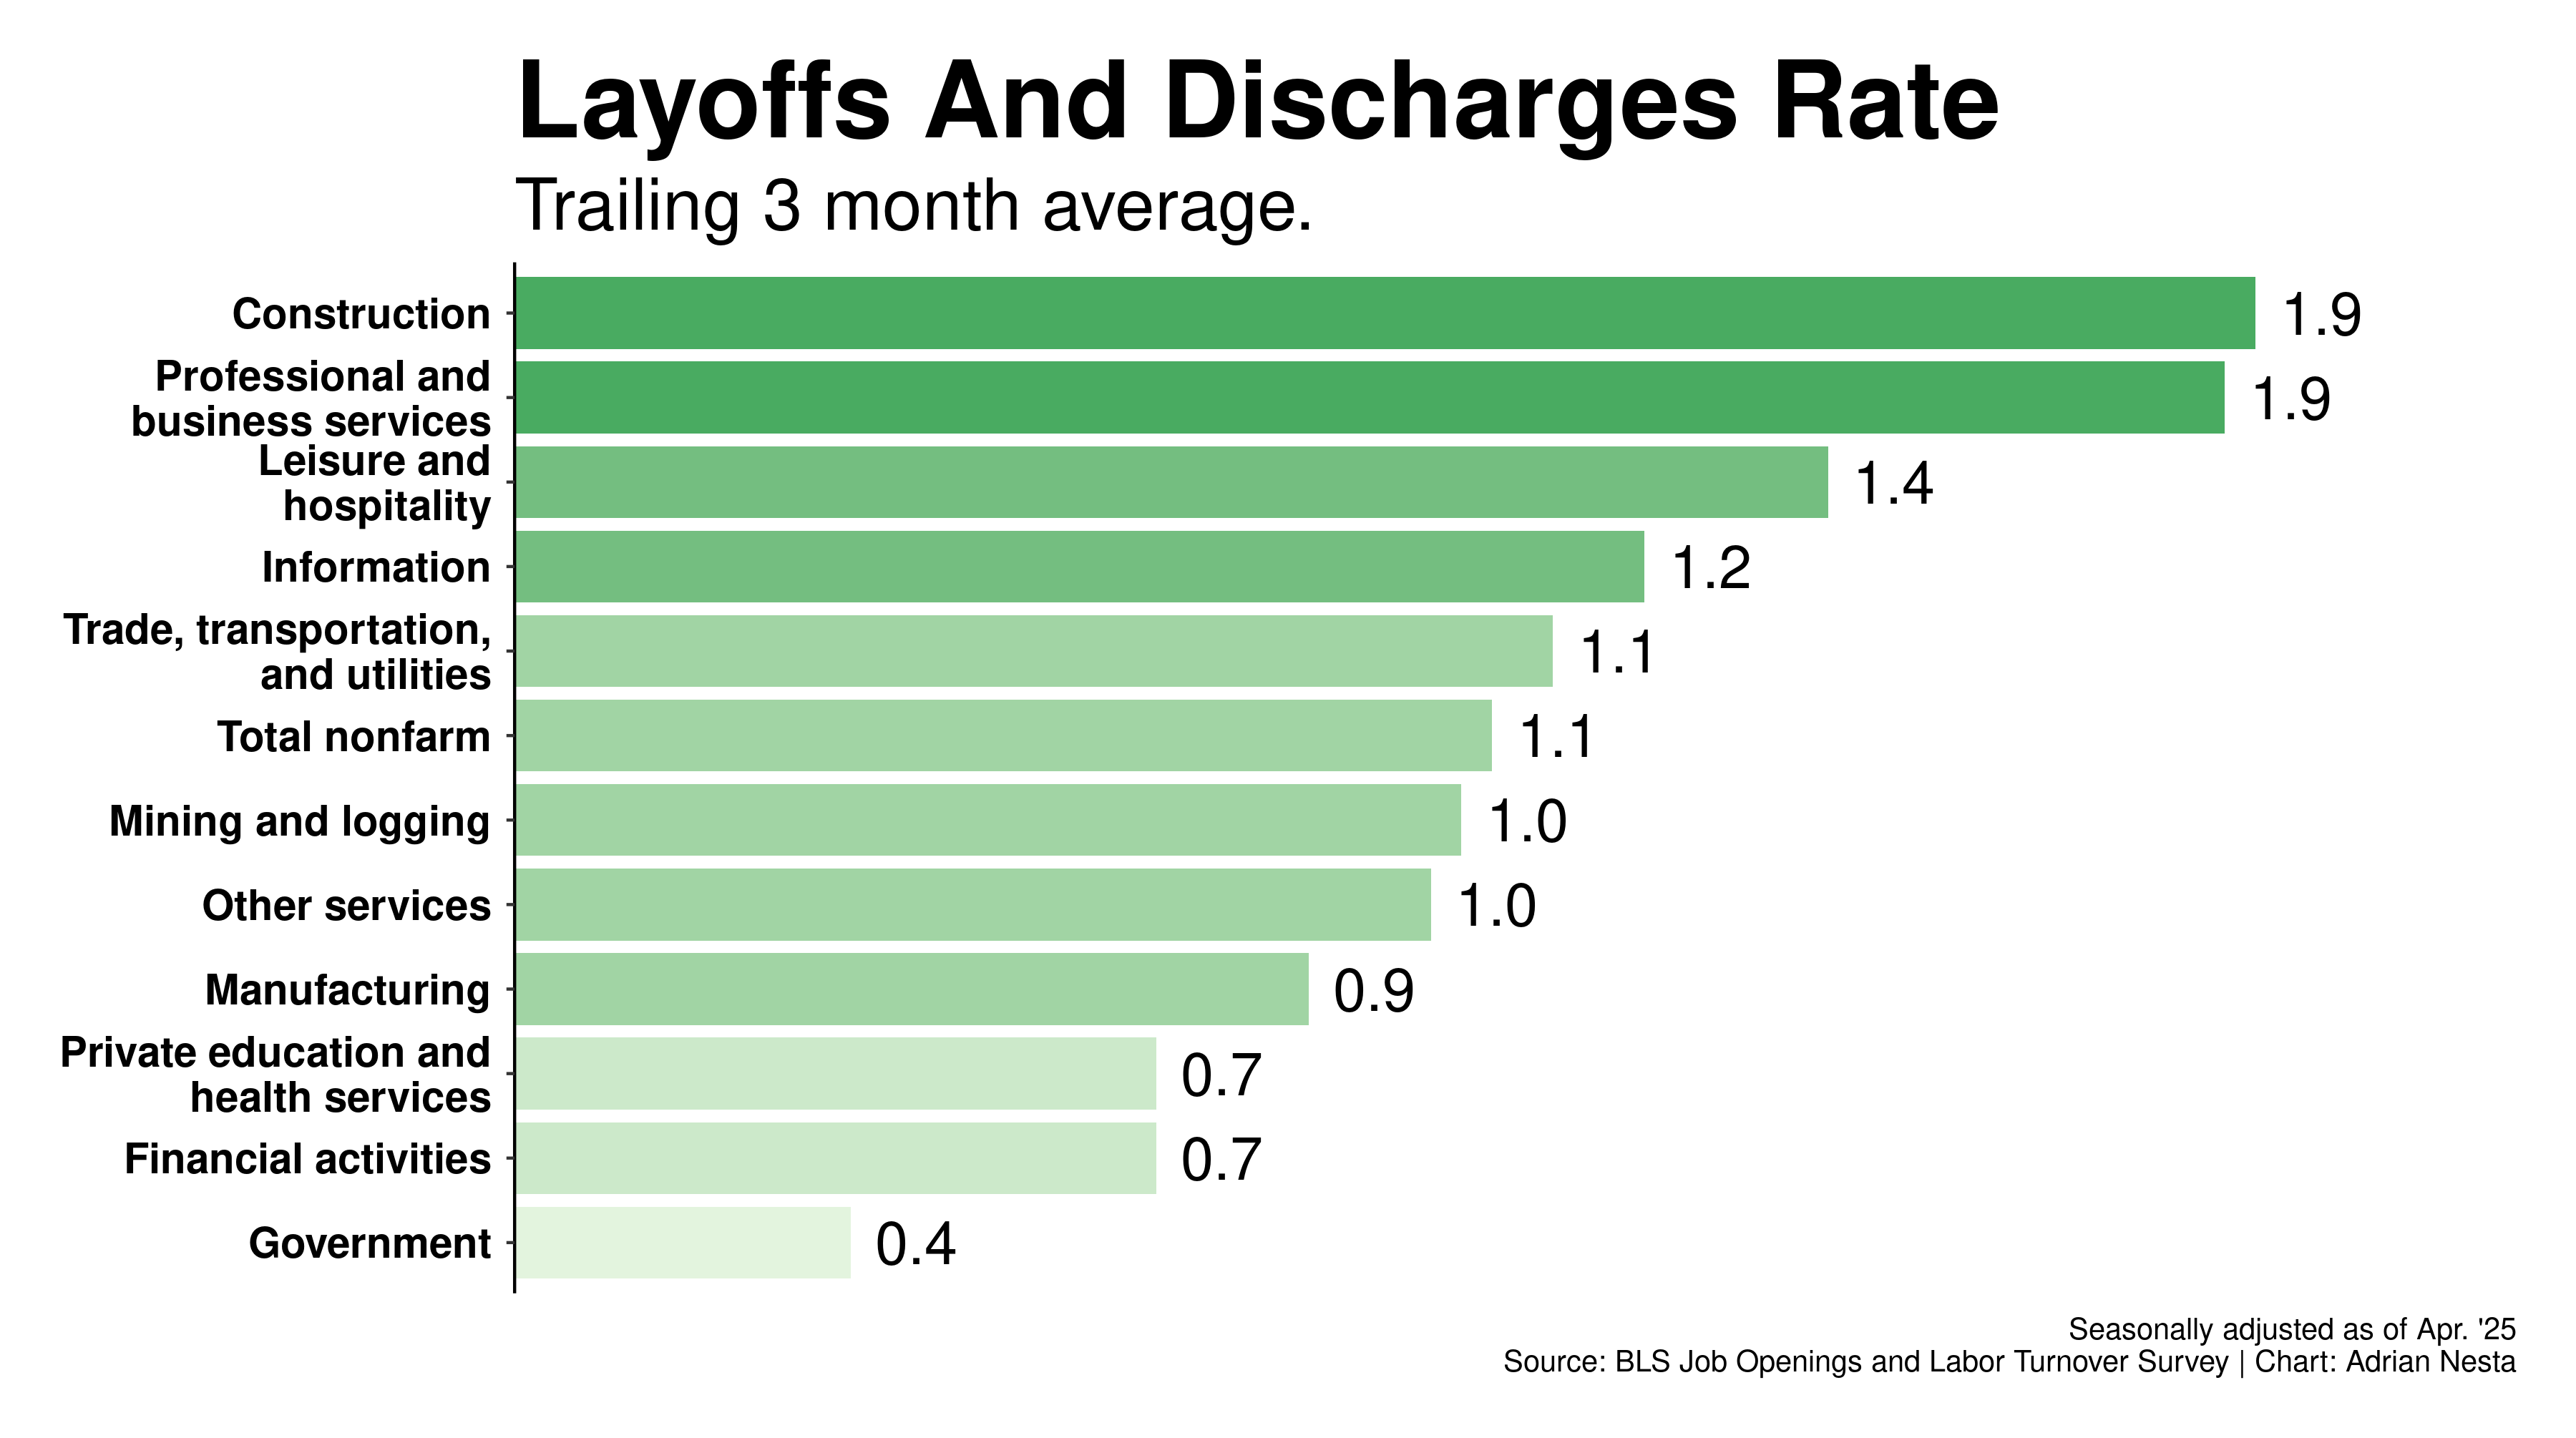 Layoffs And Discharges Rate
Trailing 3 month average.
Construction
1.9
Professional and
business services
1.9
Leisure and
hospitality
1.4
Information
1.2
Trade, transportation,
and utilities
1.1
Total nonfarm
1.1
Mining and logging
1.0
Other services
1.0
Manufacturing
0.9
Private education and
health services
0.7
Financial activities
0.7
Government
0.4
Seasonally adjusted as of Apr. '25
Source: BLS Job Openings and Labor Turnover Survey | Chart: Adrian Nesta